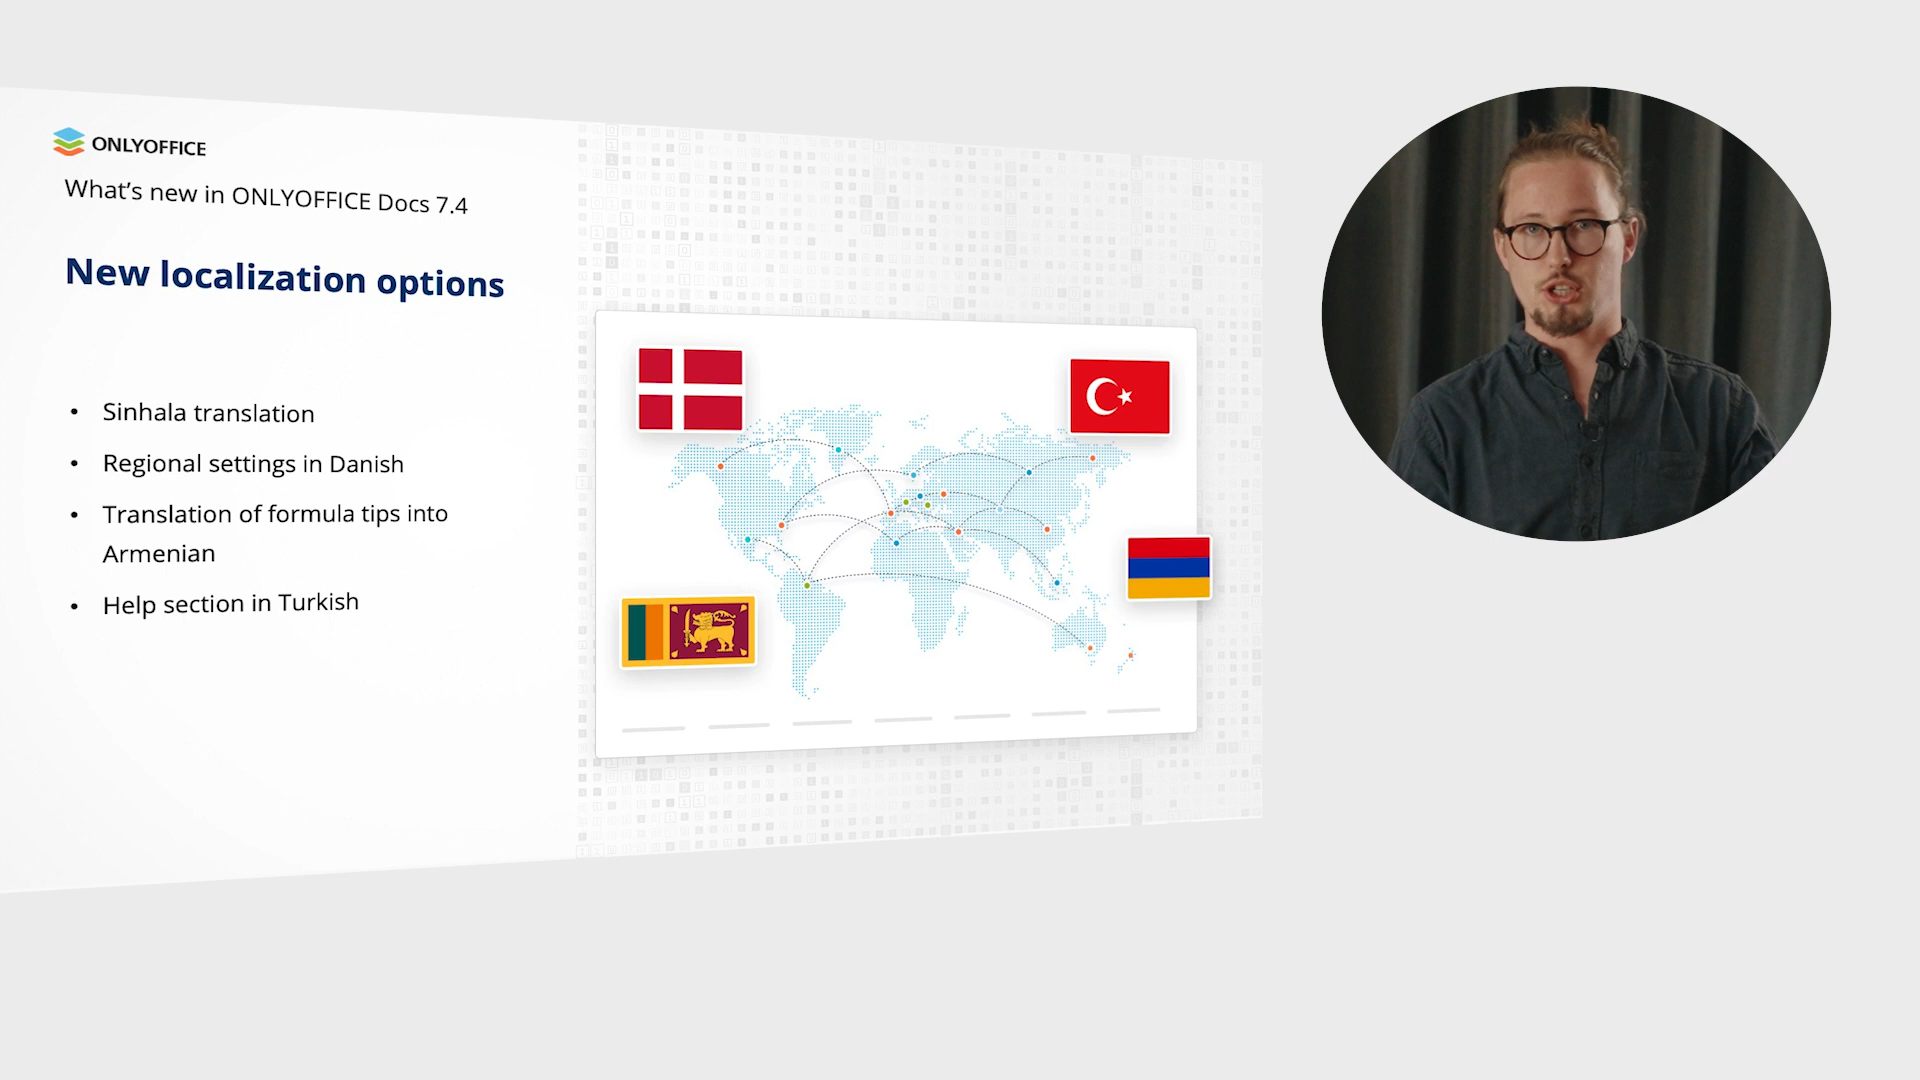 ONLYOFFICE
What's new in ONLYOFFICE Docs 7.4
New localization options
• Sinhala translation
• Regional settings in Danish
• Translation of formula tips into
Armenian
• Help section in Turkish